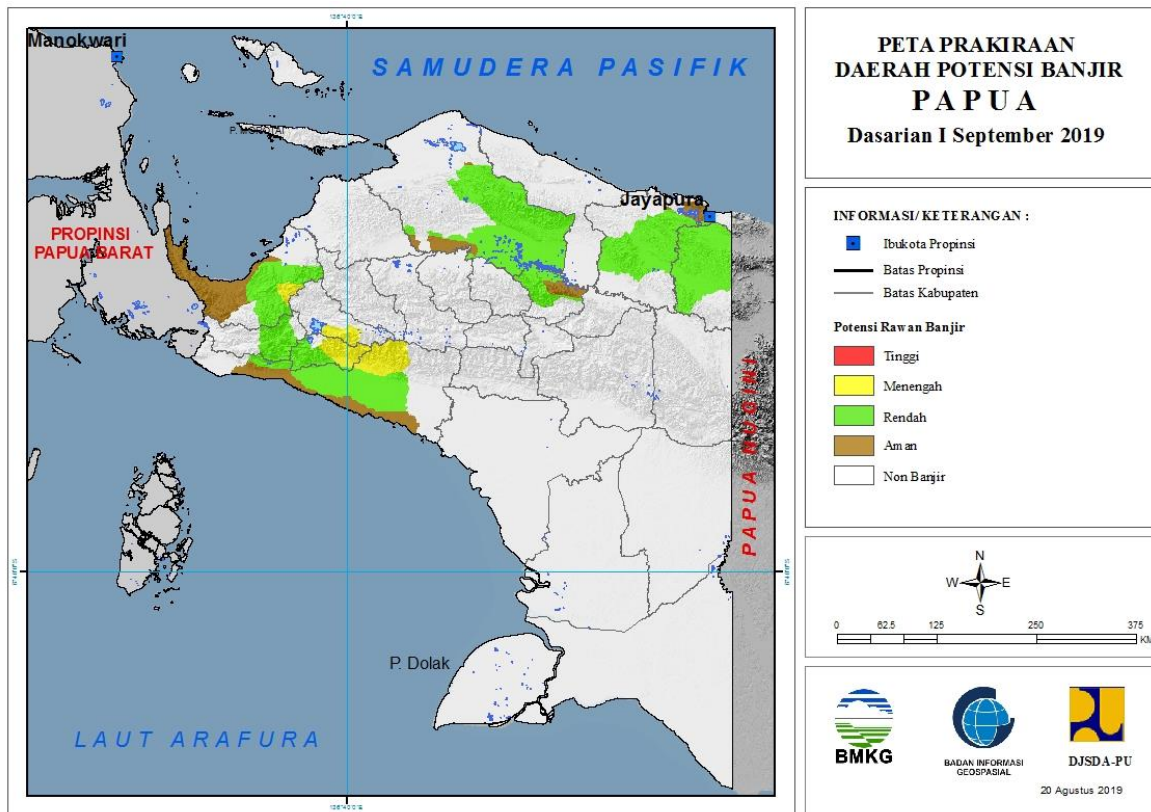 Manokwari
SAMUDERA PASIFIK
Jayapura
PROPINSI
PAPUA BARAT
PAPUA NUGINI
P. Dolak
LAUT ARAFURA
PETA PRAKIRAAN
DAERAH POTENSI BANJIR
PAPUA
Dasarian I September 2019
INFORMASI/ KETERANGAN :
Ibukota Propinsi
Batas Propinsi
Batas Kabupaten
Potensi Rawan Banjir
Tinggi
Menengah
Rendah
Aman
Non Banjir
N
W E
S
0 62.5 125 250 375
KM
BMKG
BADAN INFORMASI
GEOSPASIAL
DJSDA-PU
20 Agustus 2019